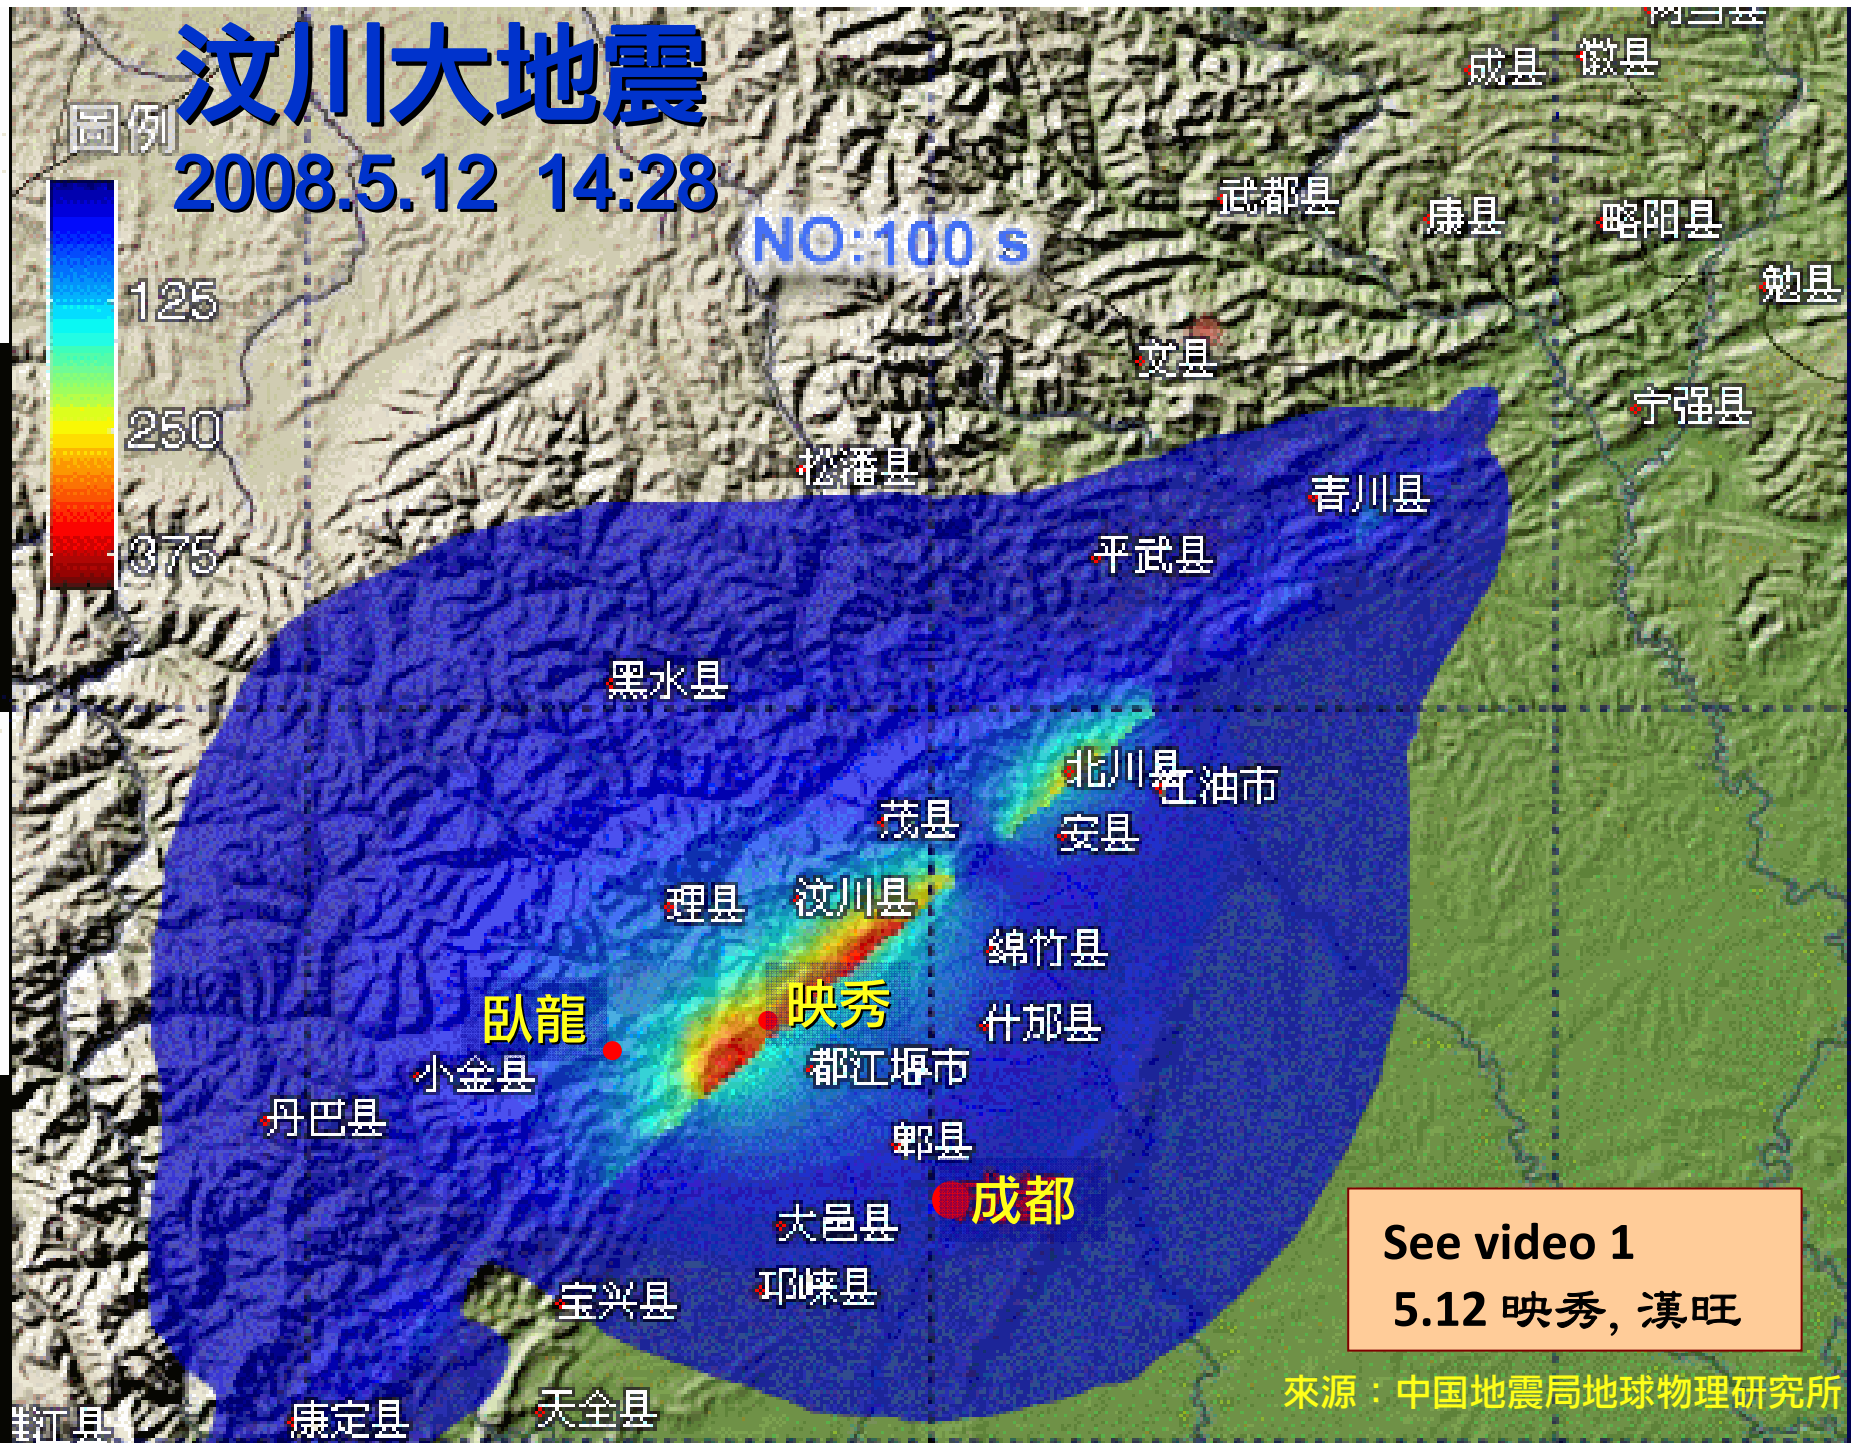 汶川大地震
圖例
2008.5.12 14:28
NO:100 s
125
250
375
成县
徽县
武都县
康县
略阳县
勉县
文县
宁强县
松潘县
青川县
平武县
黑水县
北川县
江油市
茂县
安县
理县
汶川县
绵竹县
臥龍
映秀
什邡县
小金县
都江堰市
丹巴县
郫县
成都
大邑县
邛崃县
宝兴县
康定县
天全县
See video 1
5.12 映秀, 漢旺
來源：中国地震局地球物理研究所